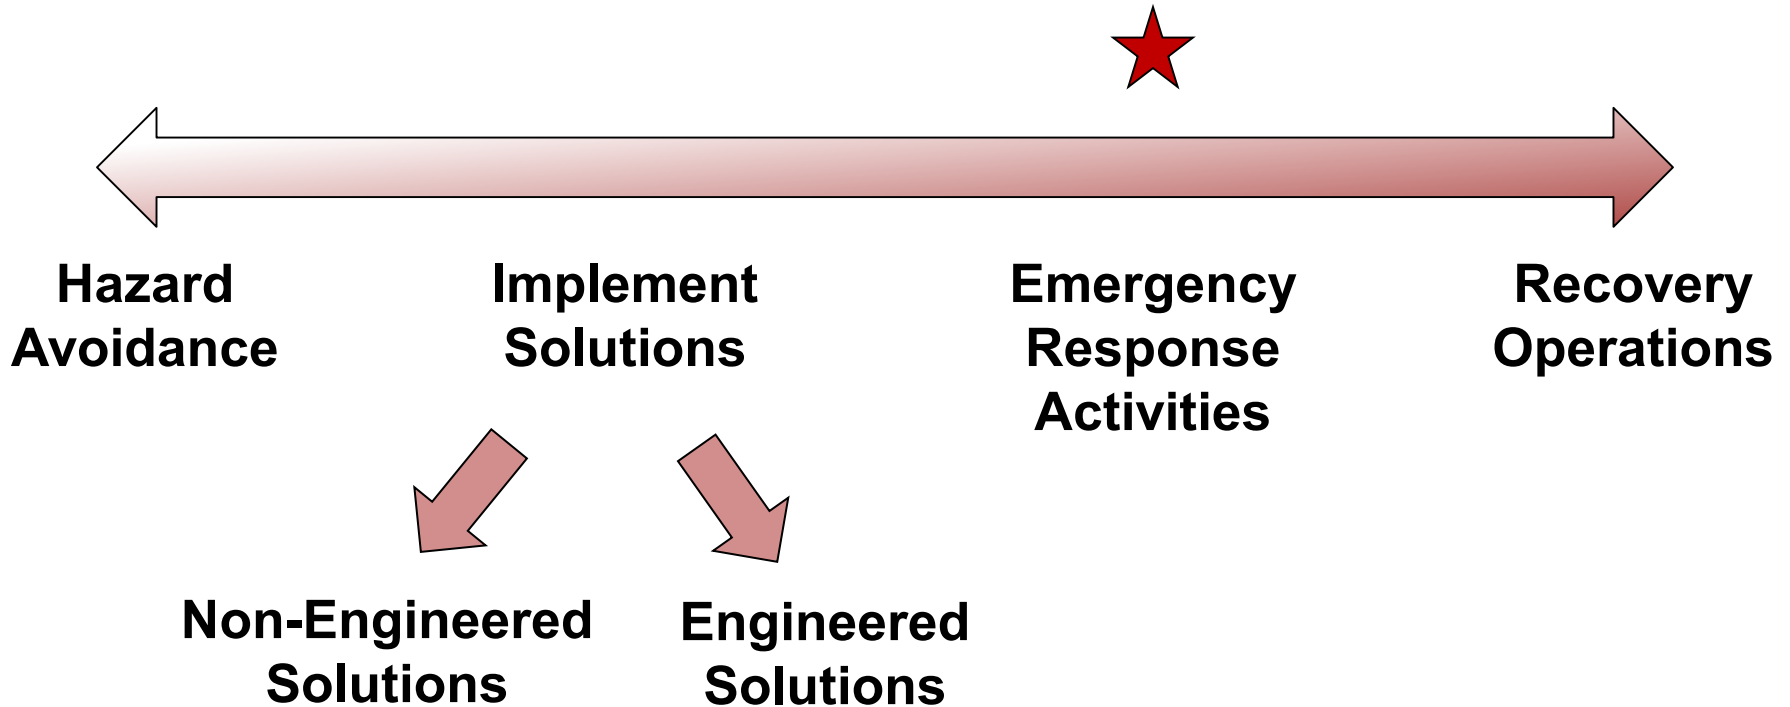 Hazard
Avoidance
Implement
Solutions
Emergency
Response
Activities
Recovery
Operations
Non-Engineered
Solutions
Engineered
Solutions